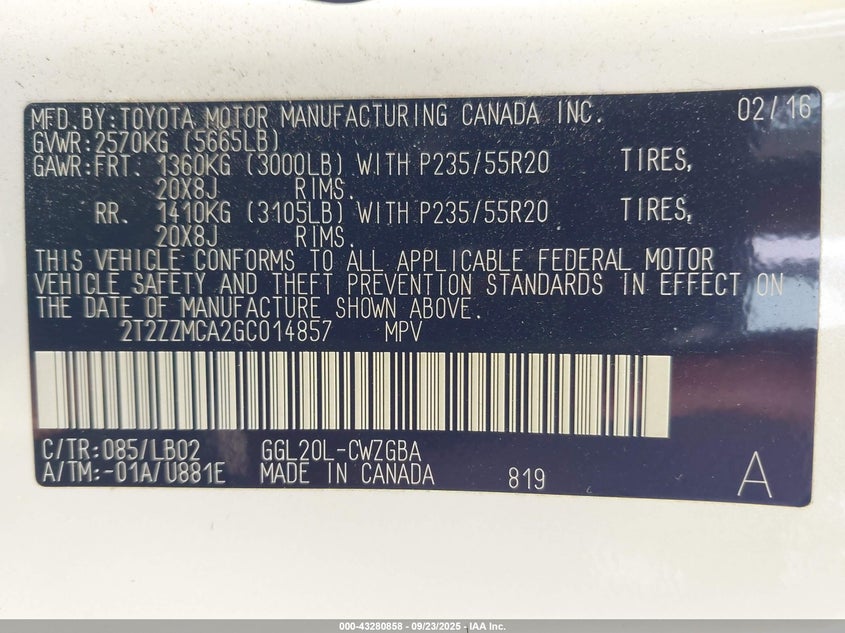 MFD.BY:TOYOTA MOTOR MANUFACTURING CANADA INC. 02/16
GVWR:2570KG (5665LB)
GAWR:FRT. 1360KG (3000LB) WITH P235/55R20 TIRES,
20X8J RIMS.
RR. 1410KG (3105LB) WITH P235/55R20 TIRES,
20X8J RIMS.
THIS VEHICLE CONFORMS TO ALL APPLICABLE FEDERAL MOTOR
VEHICLE SAFETY AND THEFT PREVENTION STANDARDS IN EFFECT ON
THE DATE OF MANUFACTURE SHOWN ABOVE.
2T2ZZMCA2GC014857 MPV
C/TR:085/LB02 GGL20L-CWZGBA
A/TM:-01A/U881E MADE IN CANADA 819 A
000-43280858 - 09/23/2025 - IAA Inc.